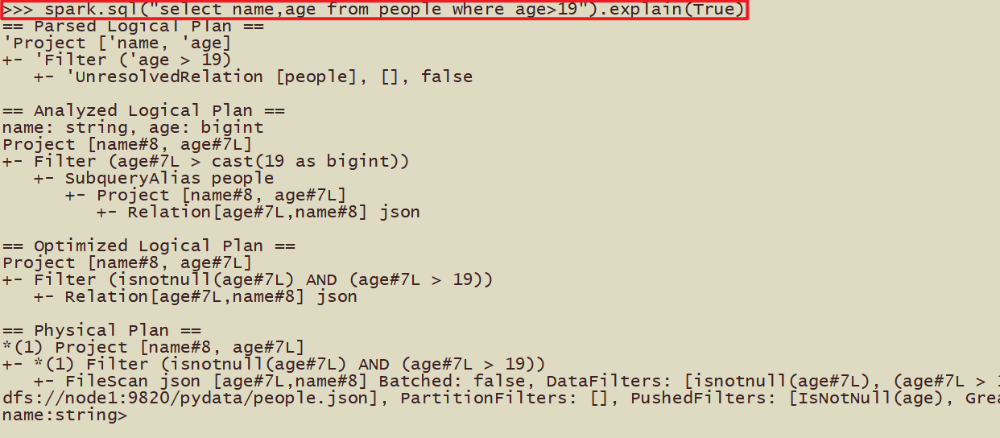 >>> spark.sql("select name,age from people where age>19").explain(True)
== Parsed Logical Plan ==
'Project ['name, 'age]
+- 'Filter ('age > 19)
   +- 'UnresolvedRelation [people], [], false

== Analyzed Logical Plan ==
name: string, age: bigint
Project [name#8, age#7L]
+- Filter (age#7L > cast(19 as bigint))
   +- SubqueryAlias people
      +- Project [name#8, age#7L]
         +- Relation[age#7L,name#8] json

== Optimized Logical Plan ==
Project [name#8, age#7L]
+- Filter (isnotnull(age#7L) AND (age#7L > 19))
   +- Relation[age#7L,name#8] json

== Physical Plan ==
*(1) Project [name#8, age#7L]
+- *(1) Filter (isnotnull(age#7L) AND (age#7L > 19))
   +- FileScan json [age#7L,name#8] Batched: false, DataFilters: [isnotnull(age#7L), (age#7L >
dfs://node1:9820/pydata/people.json], PartitionFilters: [], PushedFilters: [IsNotNull(age),
name:string>